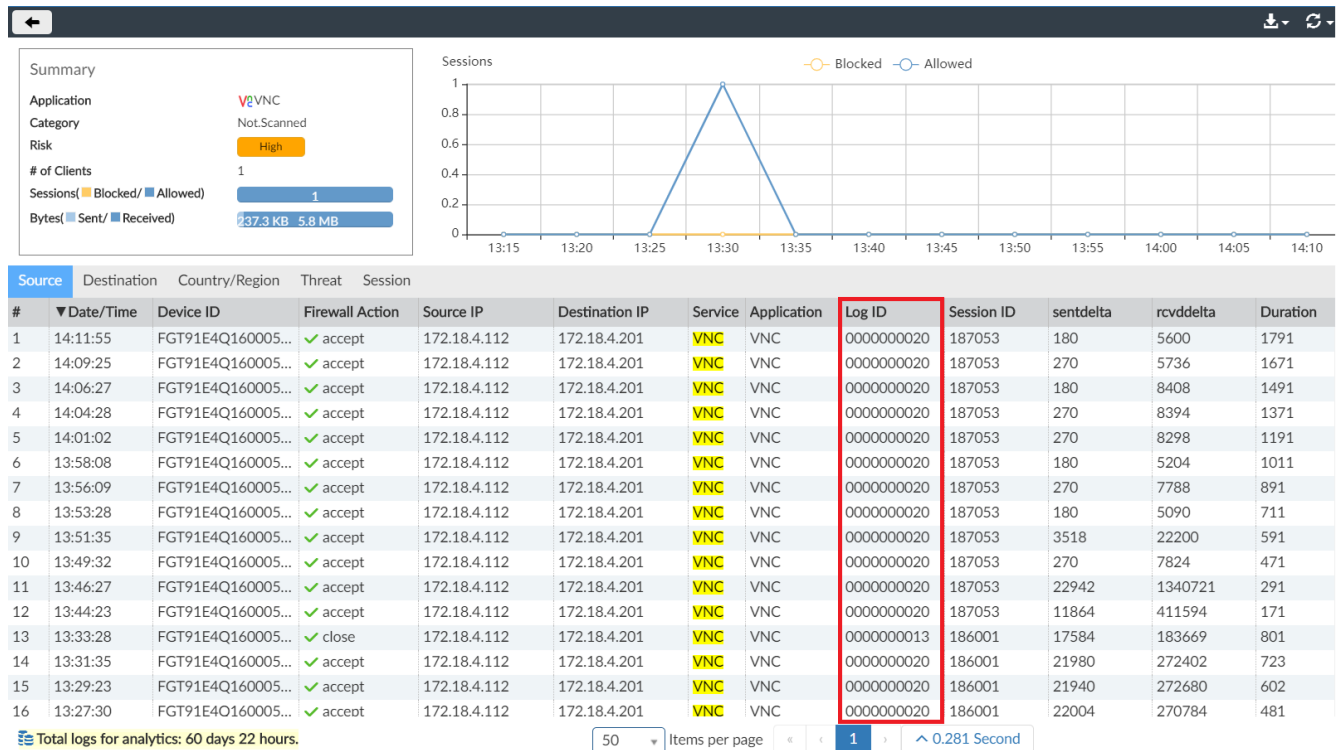 Summary
Application VNC
Category Not.Scanned
Risk High
# of Clients 1
Sessions( Blocked/ Allowed) 1
Bytes( Sent/ Received) 237.3 KB 5.8 MB
Sessions
Blocked Allowed
1
0.8
0.6
0.4
0.2
0
13:15 13:20 13:25 13:30 13:35 13:40 13:45 13:50 13:55 14:00 14:05 14:10
Source Destination Country/Region Threat Session
# ▼Date/Time Device ID Firewall Action Source IP Destination IP Service Application Log ID Session ID sentdelta rcvddelta Duration
1 14:11:55 FGT91E4Q160005... accept 172.18.4.112 172.18.4.201 VNC VNC 0000000020 187053 180 5600 1791
2 14:09:25 FGT91E4Q160005... accept 172.18.4.112 172.18.4.201 VNC VNC 0000000020 187053 270 5736 1671
3 14:06:27 FGT91E4Q160005... accept 172.18.4.112 172.18.4.201 VNC VNC 0000000020 187053 180 8408 1491
4 14:04:28 FGT91E4Q160005... accept 172.18.4.112 172.18.4.201 VNC VNC 0000000020 187053 270 8394 1371
5 14:01:02 FGT91E4Q160005... accept 172.18.4.112 172.18.4.201 VNC VNC 0000000020 187053 270 8298 1191
6 13:58:08 FGT91E4Q160005... accept 172.18.4.112 172.18.4.201 VNC VNC 0000000020 187053 180 5204 1011
7 13:56:09 FGT91E4Q160005... accept 172.18.4.112 172.18.4.201 VNC VNC 0000000020 187053 270 7788 891
8 13:53:28 FGT91E4Q160005... accept 172.18.4.112 172.18.4.201 VNC VNC 0000000020 187053 180 5090 711
9 13:51:35 FGT91E4Q160005... accept 172.18.4.112 172.18.4.201 VNC VNC 0000000020 187053 3518 22200 591
10 13:49:32 FGT91E4Q160005... accept 172.18.4.112 172.18.4.201 VNC VNC 0000000020 187053 270 7824 471
11 13:46:27 FGT91E4Q160005... accept 172.18.4.112 172.18.4.201 VNC VNC 0000000020 187053 22942 1340721 291
12 13:44:23 FGT91E4Q160005... accept 172.18.4.112 172.18.4.201 VNC VNC 0000000020 187053 11864 411594 171
13 13:33:28 FGT91E4Q160005... close 172.18.4.112 172.18.4.201 VNC VNC 0000000013 186001 17584 183669 801
14 13:31:35 FGT91E4Q160005... accept 172.18.4.112 172.18.4.201 VNC VNC 0000000020 186001 21980 272402 723
15 13:29:23 FGT91E4Q160005... accept 172.18.4.112 172.18.4.201 VNC VNC 0000000020 186001 21940 272680 602
16 13:27:30 FGT91E4Q160005... accept 172.18.4.112 172.18.4.201 VNC VNC 0000000020 186001 22004 270784 481
Total logs for analytics: 60 days 22 hours. 50 Items per page « ‹ 1 › 0.281 Second